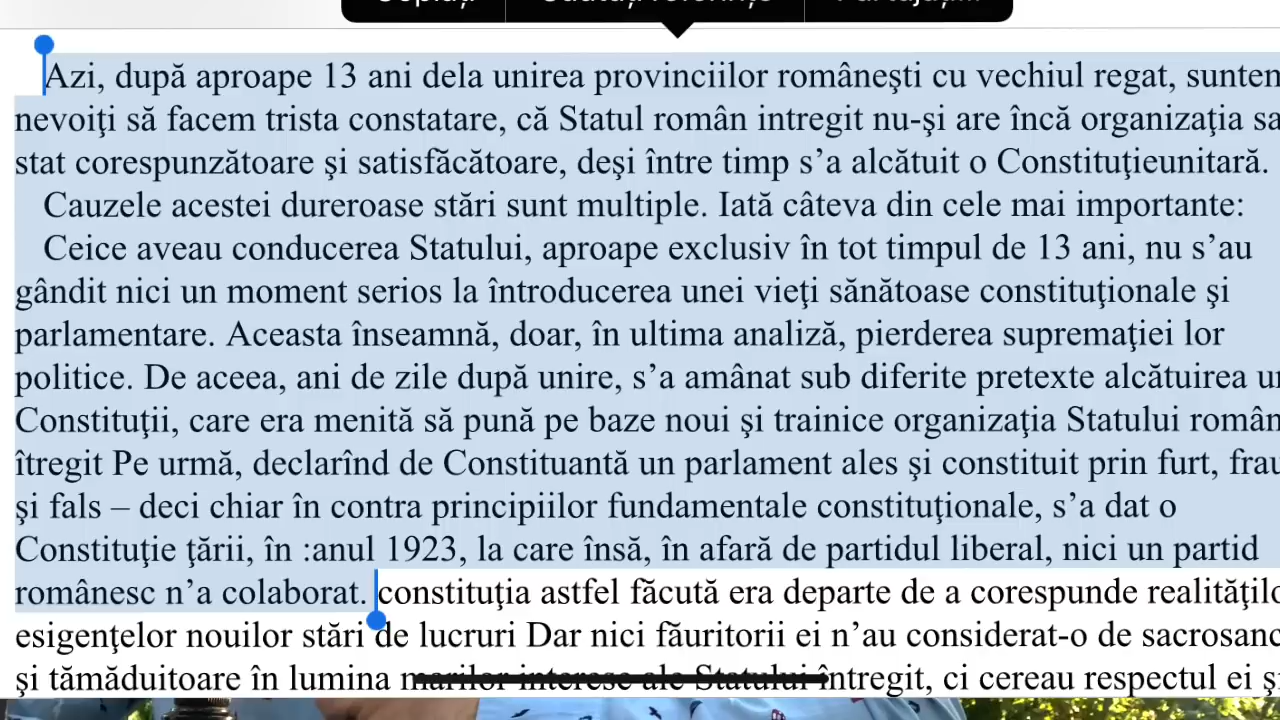 Azi, după aproape 13 ani dela unirea provinciilor româneşti cu vechiul regat,
nevoiţi să facem trista constatare, că Statul român intregit nu-şi are încă organizaţia
stat corespunzătoare şi satisfăcătoare, deşi între timp s’a alcătuit o Constituţieunitară.
Cauzele acestei dureroase stări sunt multiple. Iată câteva din cele mai importante:
Ceice aveau conducerea Statului, aproape exclusiv în tot timpul de 13 ani, nu s’au
gândit nici un moment serios la întroducerea unei vieţi sănătoase constituţionale şi
parlamentare. Aceasta înseamnă, doar, în ultima analiză, pierderea supremaţiei lor
politice. De aceea, ani de zile după unire, s’a amânat sub diferite pretexte alcătuirea
Constituţii, care era menită să pună pe baze noui şi trainice organizaţia Statului român
îtregit Pe urmă, declarînd de Constituantă un parlament ales şi constituit prin furt,
şi fals – deci chiar în contra principiilor fundamentale constituţionale, s’a dat o
Constituţie ţării, în :anul 1923, la care însă, în afară de partidul liberal, nici un partid
românesc n’a colaborat. constituţia astfel făcută era departe de a corespunde
esigenţelor nouilor stări de lucruri Dar nici făuritorii ei n’au considerat-o de
şi tămăduitoare în lumina marilor interese ale Statului întregit, ci cereau respectul ei